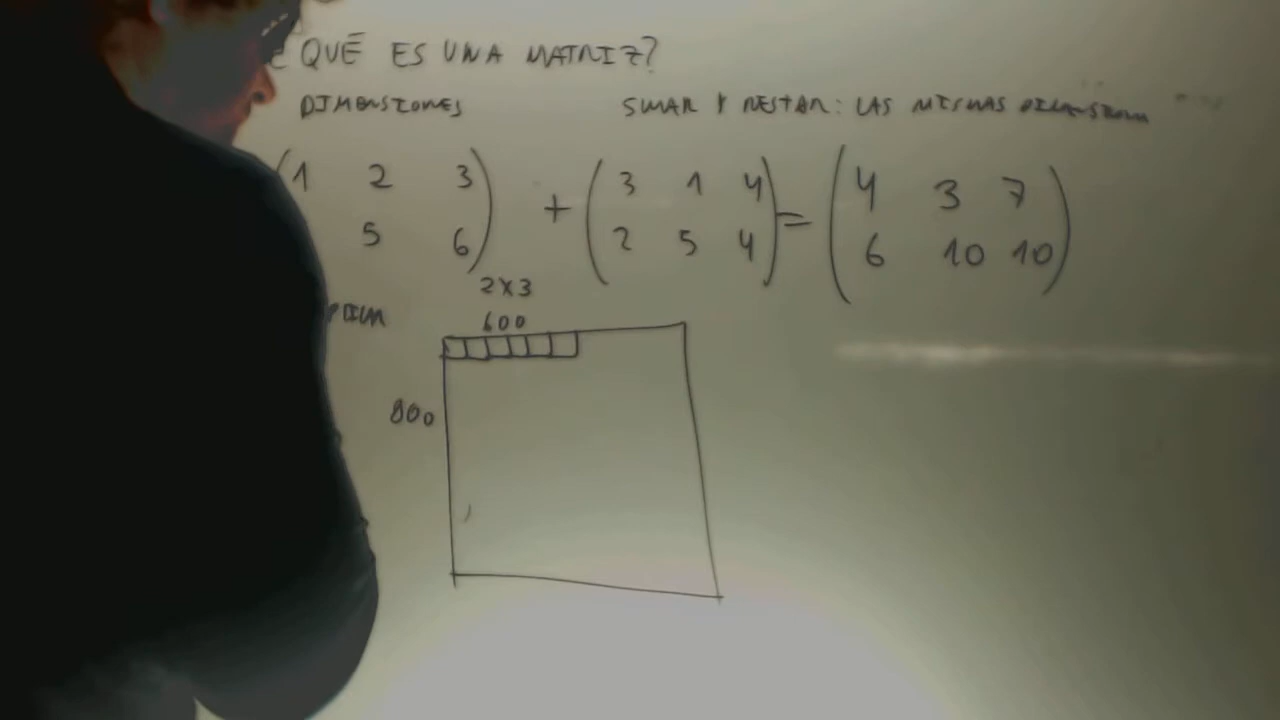 ¿QUÉ ES UNA MATRIZ?
DIMENSIONES
SUMAR Y RESTAR: LAS MISMAS
1 2 3 + 3 1 4 = 4 3 7
5 6 2 5 4 6 10 10
2X3
600
800